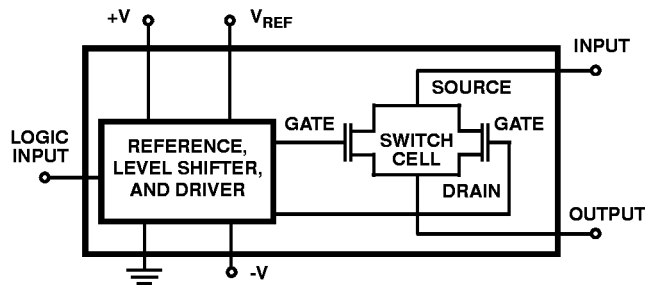 +V
VREF
INPUT
SOURCE
GATE
GATE
LOGIC
INPUT
REFERENCE,
LEVEL SHIFTER,
AND DRIVER
SWITCH
CELL
DRAIN
OUTPUT
-V